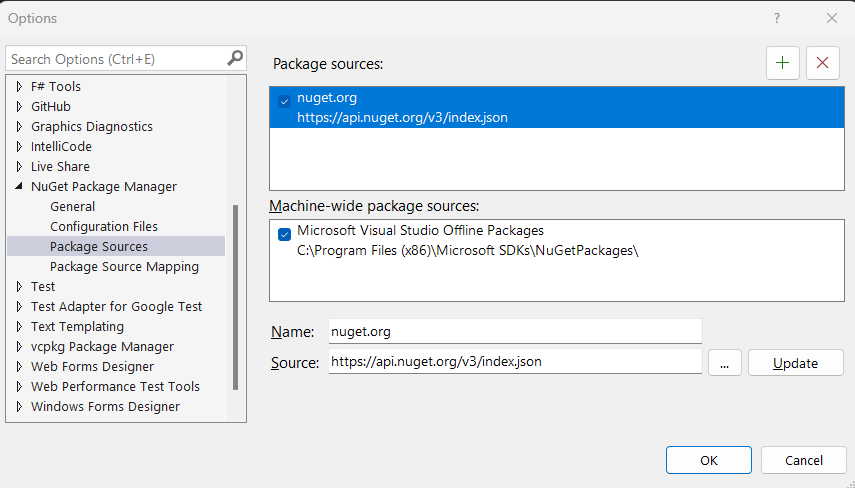 Options
?
Search Options (Ctrl+E)
F# Tools
GitHub
Graphics Diagnostics
IntelliCode
Live Share
NuGet Package Manager
General
Configuration Files
Package Sources
Package Source Mapping
Test
Test Adapter for Google Test
Text Templating
vcpkg Package Manager
Web Forms Designer
Web Performance Test Tools
Windows Forms Designer
Package sources:
nuget.org
https://api.nuget.org/v3/index.json
Machine-wide package sources:
Microsoft Visual Studio Offline Packages
C:\Program Files (x86)\Microsoft SDKs\NuGetPackages\
Name: nuget.org
Source: https://api.nuget.org/v3/index.json ... Update
OK Cancel